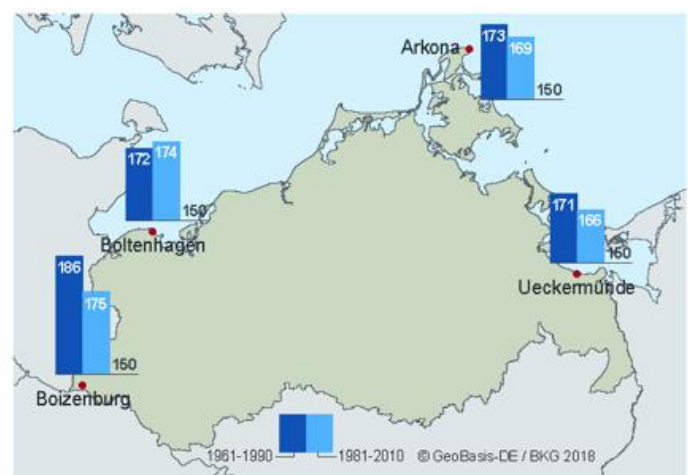 Arkona
173
169
150
172
174
150
Boltenhagen
171
166
150
Ueckermünde
186
175
150
Boizenburg
1961-1990
1981-2010
© GeoBasis-DE / BKG 2018